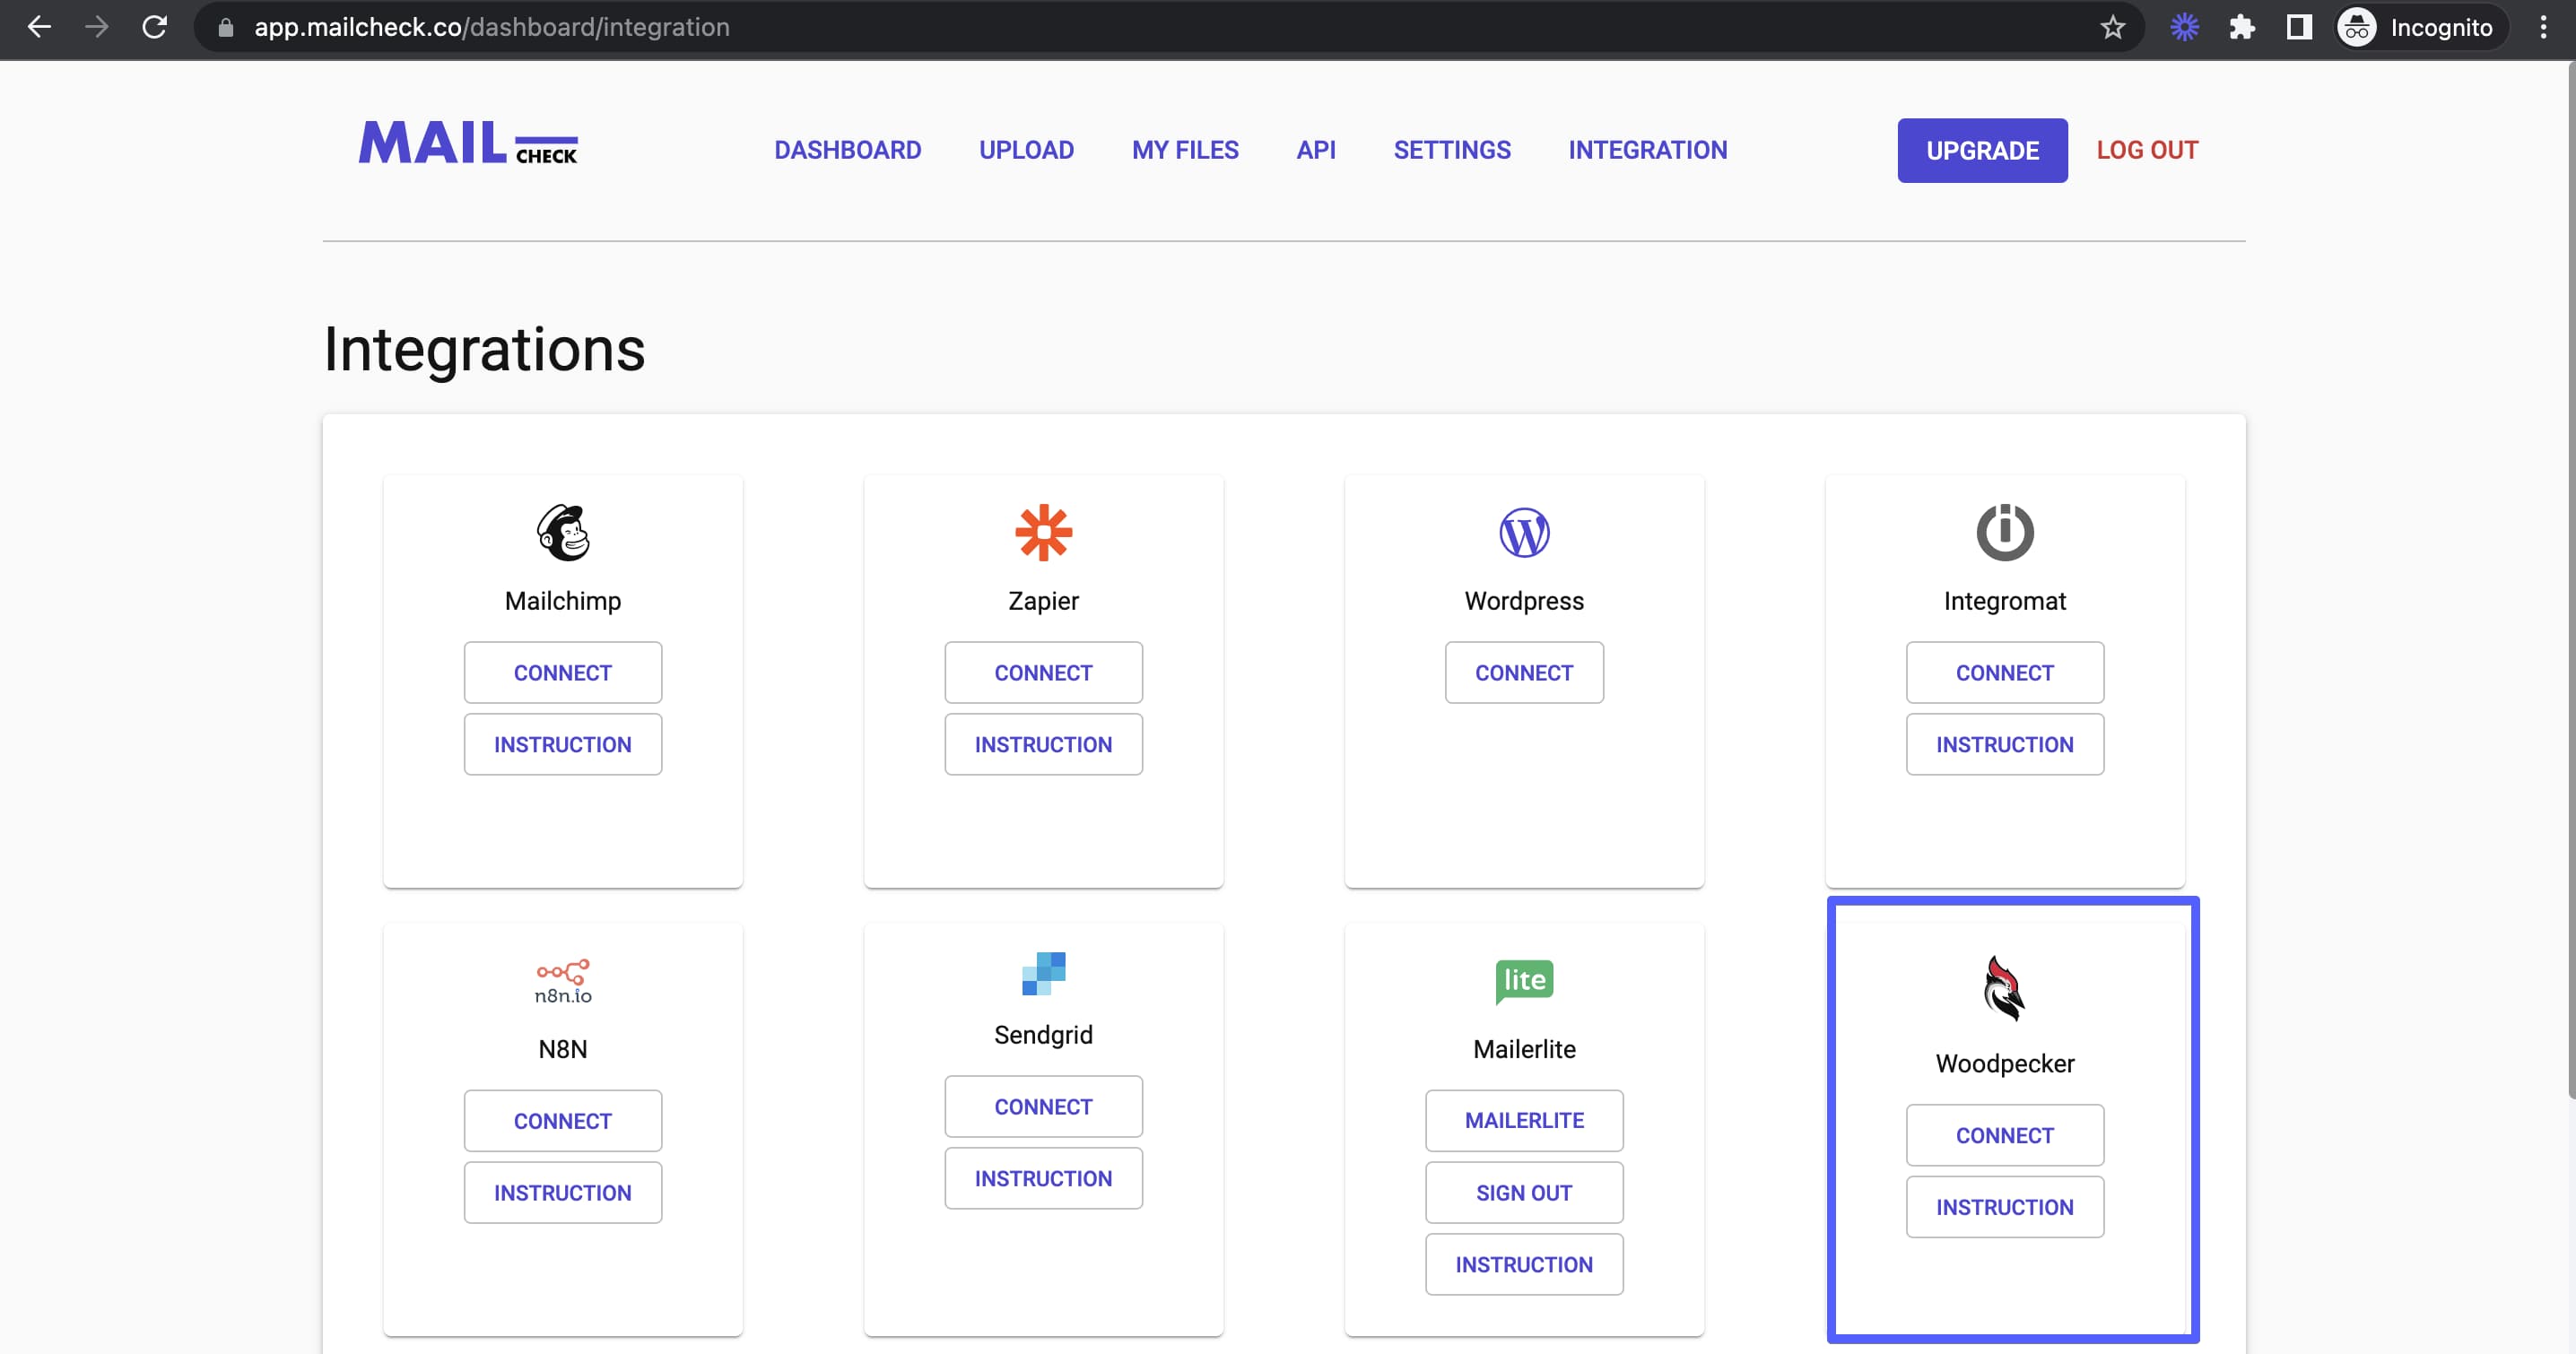 app.mailcheck.co/dashboard/integration
Incognito
MAIL CHECK
DASHBOARD UPLOAD MY FILES API SETTINGS INTEGRATION UPGRADE LOG OUT
Integrations
Mailchimp
CONNECT
INSTRUCTION
Zapier
CONNECT
INSTRUCTION
Wordpress
CONNECT
Integromat
CONNECT
INSTRUCTION
n8n.io
N8N
CONNECT
INSTRUCTION
Sendgrid
CONNECT
INSTRUCTION
lite
Mailerlite
MAILERLITE
SIGN OUT
INSTRUCTION
Woodpecker
CONNECT
INSTRUCTION